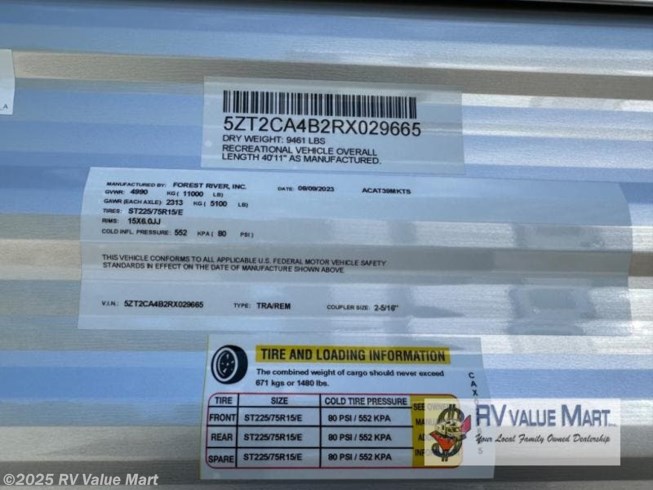 5ZT2CA4B2RX029665
DRY WEIGHT: 9461 LBS
RECREATIONAL VEHICLE OVERALL
LENGTH 40'11" AS MANUFACTURED.
MANUFACTURED BY: FOREST RIVER, INC. DATE: 08/09/2023 ACAT39MKTS
GVWR: 4990 KG ( 11000 LB)
GAWR (EACH AXLE): 2313 KG ( 5100 LB)
TIRES: ST225/75R15/E
RIMS: 15X6.0JJ
COLD INFL. PRESSURE: 552 KPA ( 80 PSI )
THIS VEHICLE CONFORMS TO ALL APPLICABLE U.S. FEDERAL MOTOR VEHICLE SAFETY
STANDARDS IN EFFECT ON THE DATE OF MANUFACTURE SHOWN ABOVE.
V.I.N.: 5ZT2CA4B2RX029665 TYPE: TRA/REM COUPLER SIZE: 2-5/16"
TIRE AND LOADING INFORMATION
The combined weight of cargo should never exceed
671 kgs or 1480 lbs.
TIRE SIZE COLD TIRE PRESSURE
FRONT ST225/75R15/E 80 PSI / 552 KPA
REAR ST225/75R15/E 80 PSI / 552 KPA
SPARE ST225/75R15/E 80 PSI / 552 KPA
SEE
RV VALUE MART INC.
Your Local Family Owned Dealership
©2025 RV Value Mart